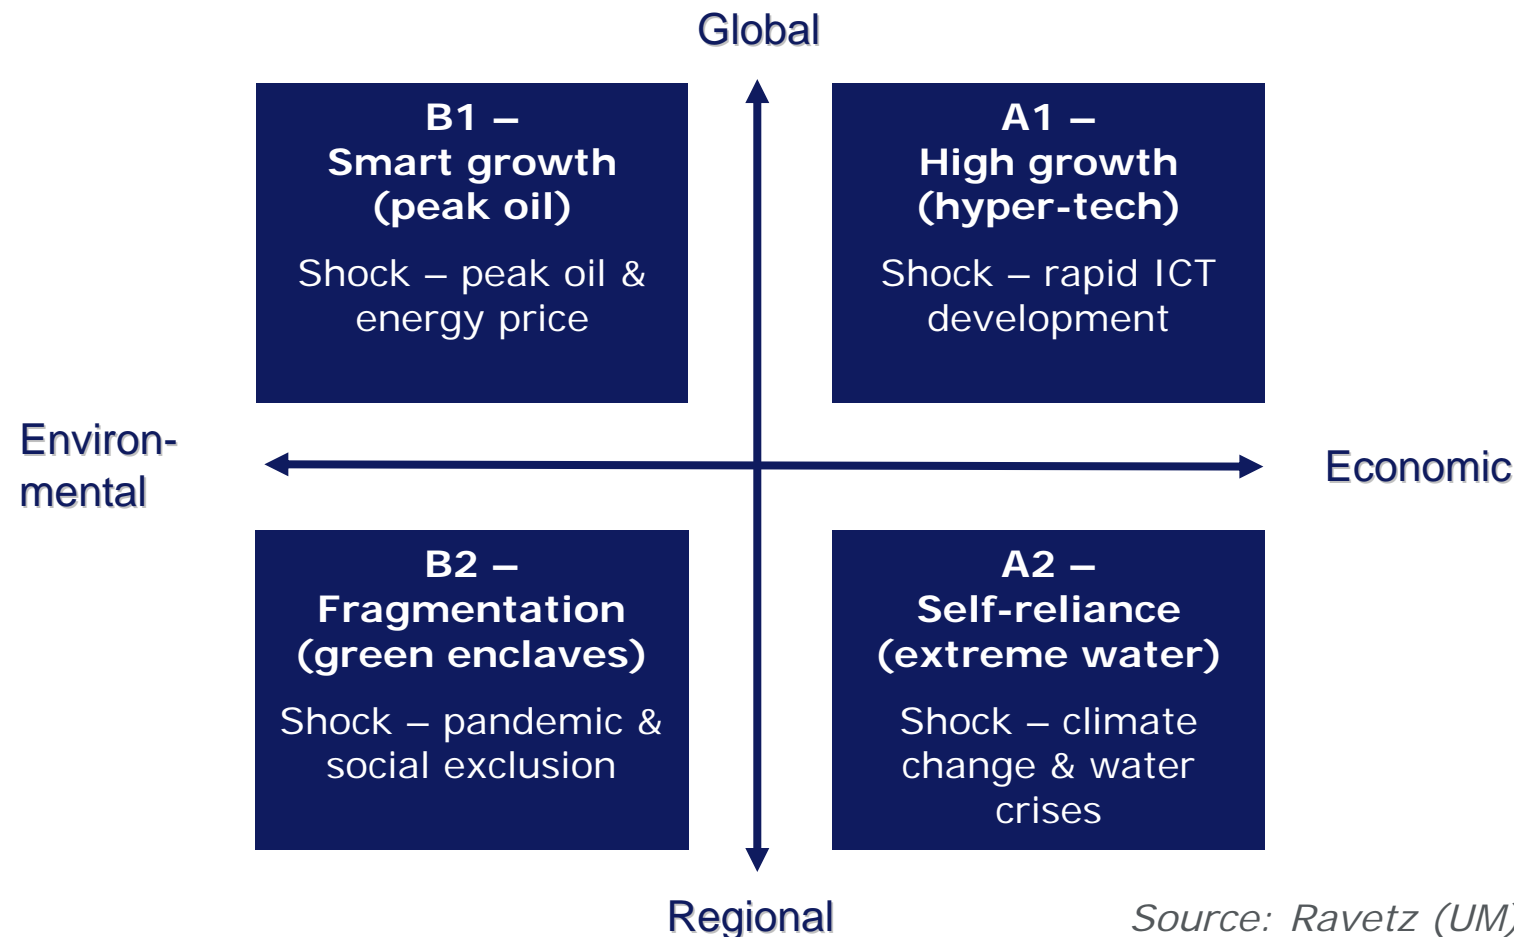 Global
B1 –
Smart growth
(peak oil)
Shock – peak oil &
energy price
A1 –
High growth
(hyper-tech)
Shock – rapid ICT
development
Environ-
mental
Economic
B2 –
Fragmentation
(green enclaves)
Shock – pandemic &
social exclusion
A2 –
Self-reliance
(extreme water)
Shock – climate
change & water
crises
Regional
Source: Ravetz (UM)